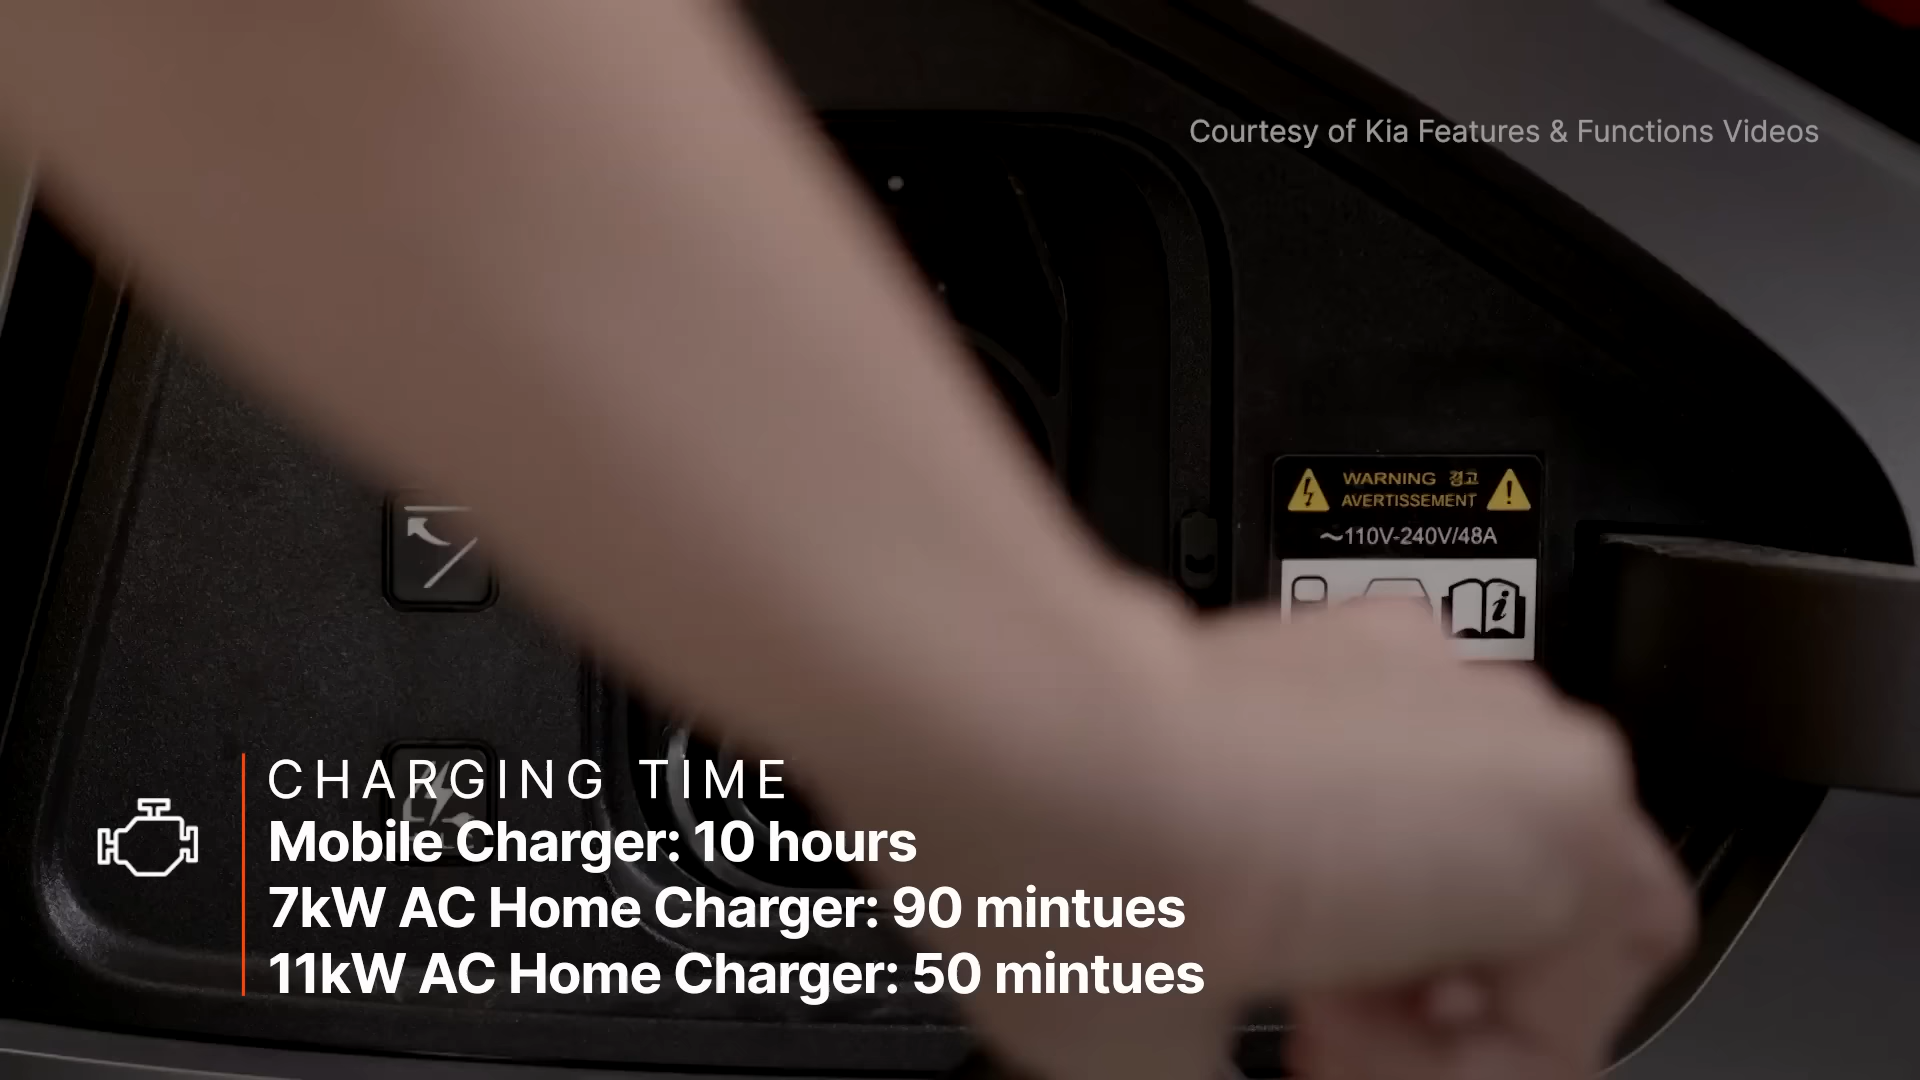 Courtesy of Kia Features & Functions Videos
WARNING 경고
AVERTISSEMENT
~110V-240V/48A
CHARGING TIME
Mobile Charger: 10 hours
7kW AC Home Charger: 90 mintues
11kW AC Home Charger: 50 mintues